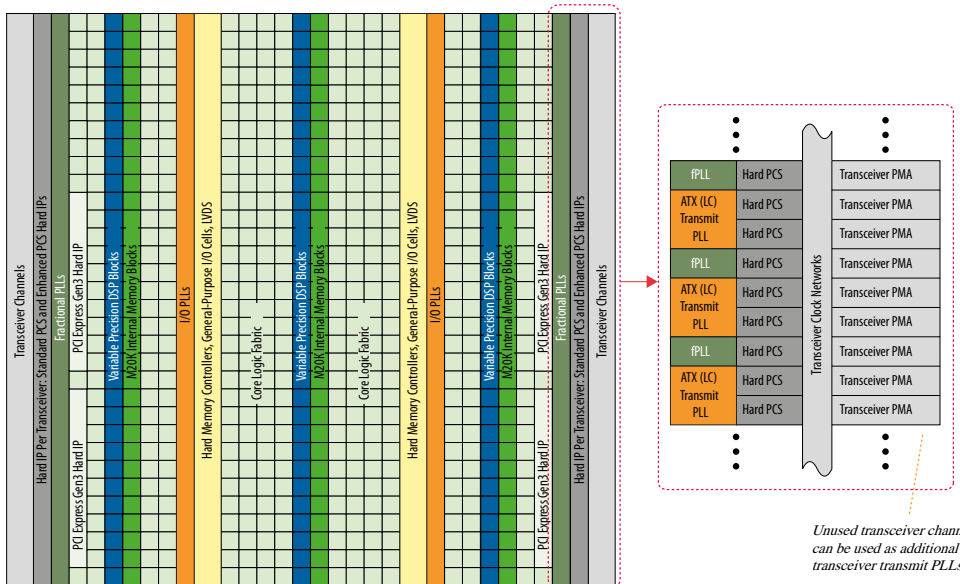 Transceiver Channels
Hard IP Per Transceiver: Standard PCS and Enhanced PCS Hard IPs
Fractional PLLs
PCI Express Gen3 Hard IP
PCI Express Gen3 Hard IP
Variable Precision DSP Blocks
M20K Internal Memory Blocks
I/O PLLs
Hard Memory Controllers, General-Purpose I/O Cells, LVDS
Core Logic Fabric
Variable Precision DSP Blocks
M20K Internal Memory Blocks
Core Logic Fabric
Hard Memory Controllers, General-Purpose I/O Cells, LVDS
I/O PLLs
Variable Precision DSP Blocks
M20K Internal Memory Blocks
PCI Express Gen3 Hard IP
PCI Express Gen3 Hard IP
Fractional PLLs
Hard IP Per Transceiver: Standard PCS and Enhanced PCS Hard IPs
Transceiver Channels
fPLL
ATX (LC)
Transmit
PLL
fPLL
ATX (LC)
Transmit
PLL
fPLL
ATX (LC)
Transmit
PLL
Hard PCS
Hard PCS
Hard PCS
Hard PCS
Hard PCS
Hard PCS
Hard PCS
Hard PCS
Hard PCS
Transceiver Clock Networks
Transceiver PMA
Transceiver PMA
Transceiver PMA
Transceiver PMA
Transceiver PMA
Transceiver PMA
Transceiver PMA
Transceiver PMA
Transceiver PMA
Unused transceiver chann
can be used as additional
transceiver transmit PLLs